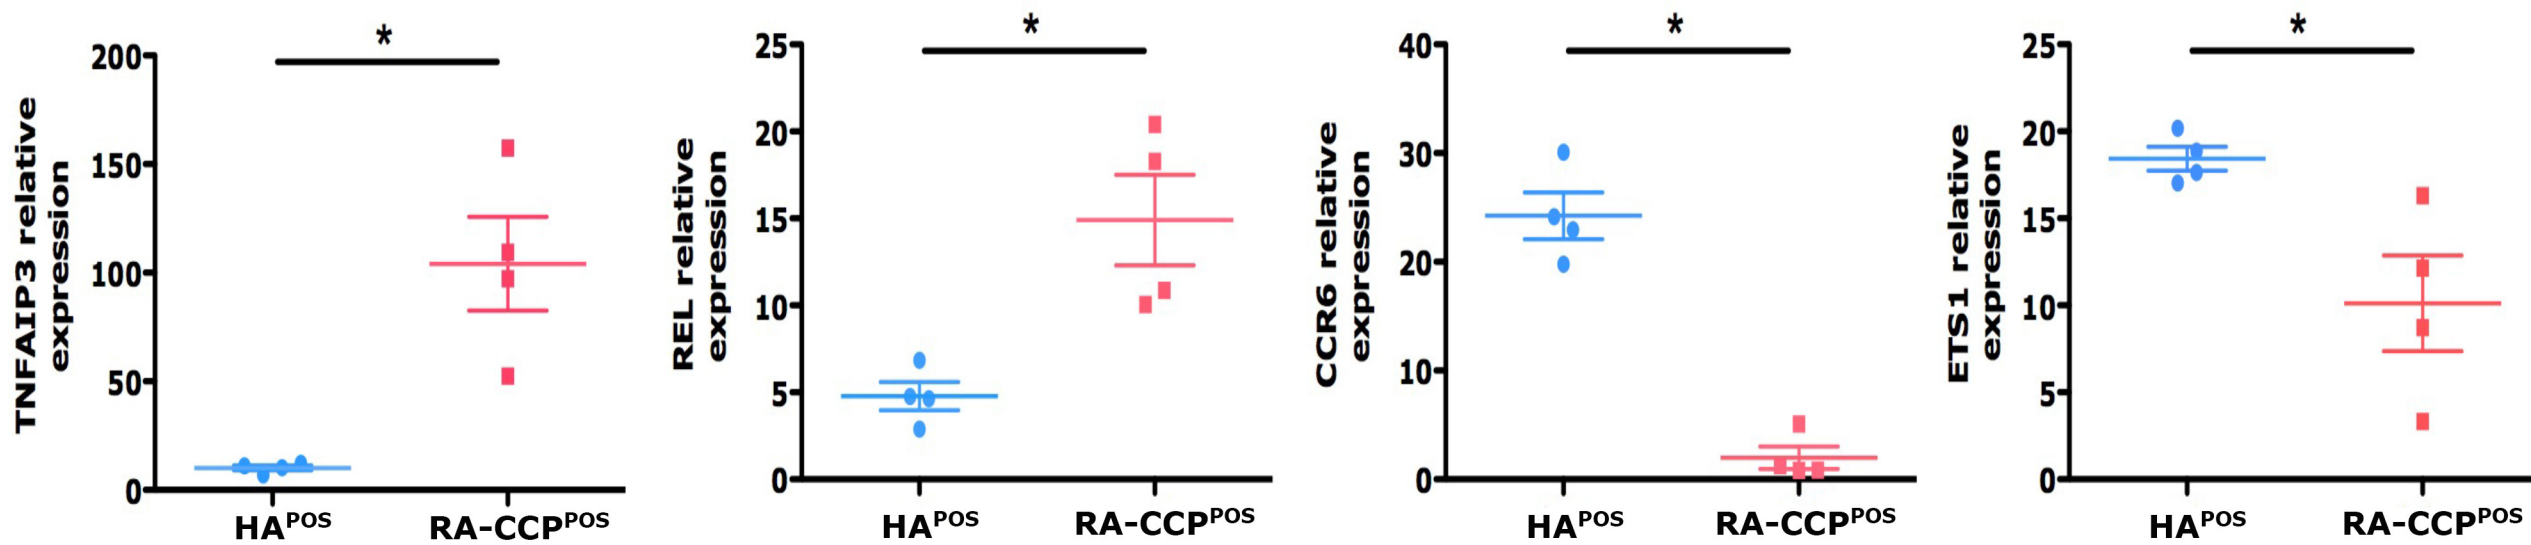 TNFAIP3 relative
expression
200
150
100
50
0
*
HAPOS
RA-CCPPOS
REL relative
expression
25
20
15
10
5
0
*
HAPOS
RA-CCPPOS
CCR6 relative
expression
40
30
20
10
0
*
HAPOS
RA-CCPPOS
ETS1 relative
expression
25
20
15
10
5
0
*
HAPOS
RA-CCPPOS